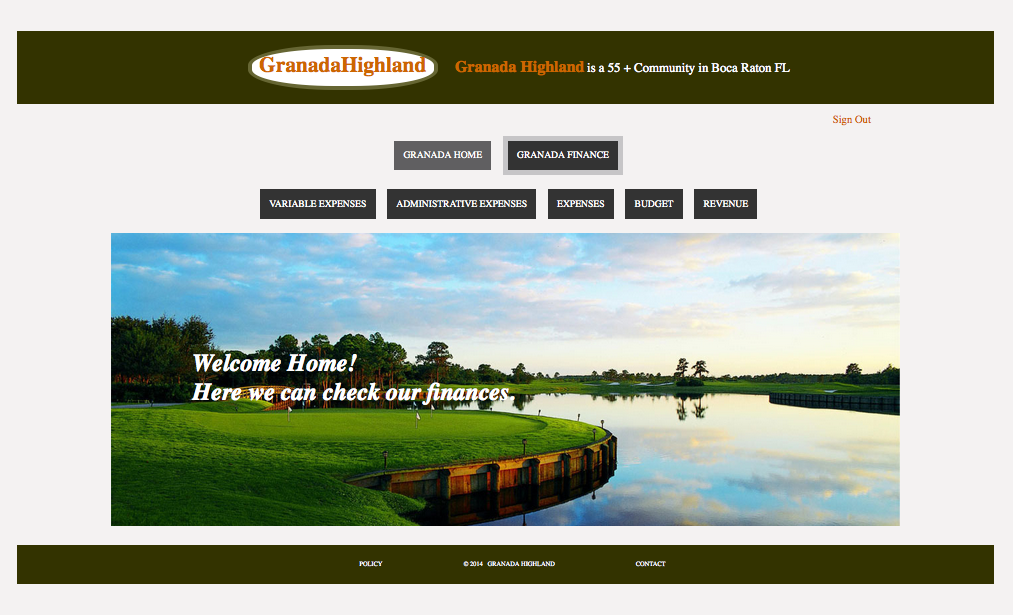 GranadaHighland
Granada Highland is a 55 + Community in Boca Raton FL
Sign Out
GRANADA HOME GRANADA FINANCE
VARIABLE EXPENSES ADMINISTRATIVE EXPENSES EXPENSES BUDGET REVENUE
Welcome Home!
Here we can check our finances.
POLICY © 2014 GRANADA HIGHLAND CONTACT